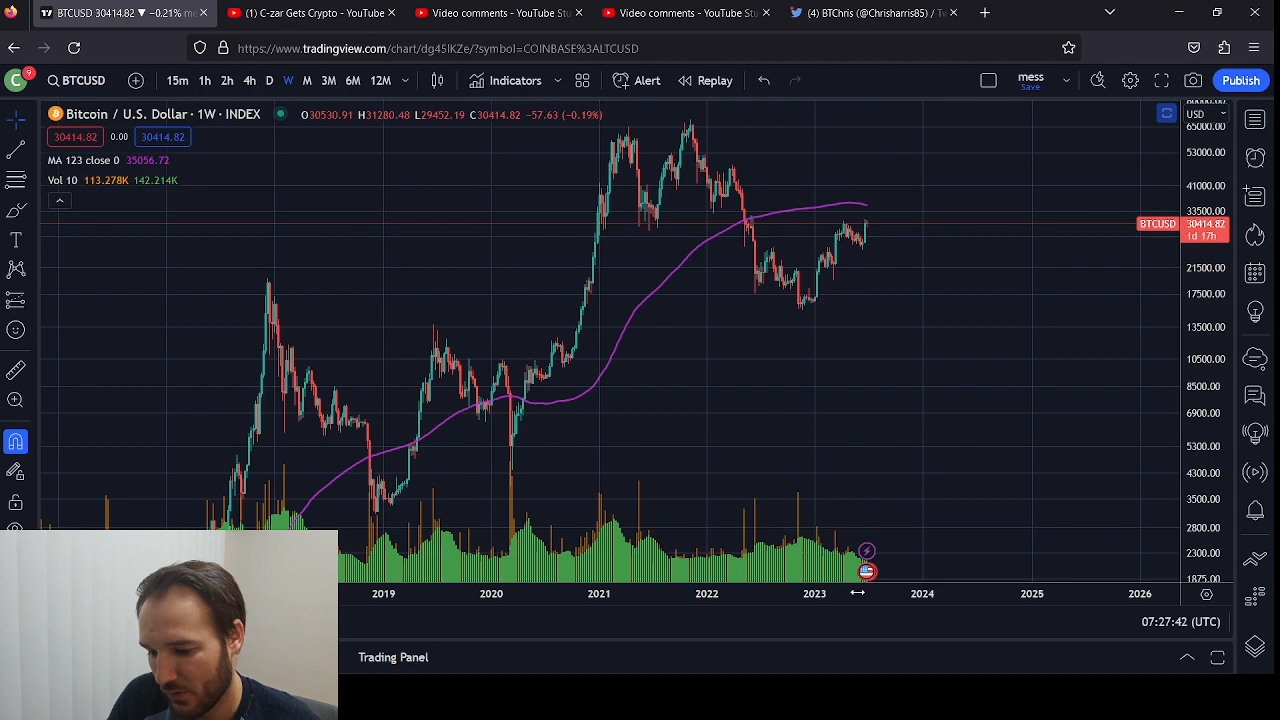 BTCUSD 30414.82 ▼ −0.21% me
(1) C-zar Gets Crypto - YouTube
Video comments - YouTube Stu
Video comments - YouTube Stu
(4) BTChris (@Chrisharris85) / Tw
https://www.tradingview.com/chart/dg45lKZe/?symbol=COINBASE%3ALTCUSD
C 9 BTCUSD 15m 1h 2h 4h D W M 3M 6M 12M Indicators Alert Replay mess Save Publish
Bitcoin / U.S. Dollar · 1W · INDEX O30530.91 H31280.48 L29452.19 C30414.82 −57.63 (−0.19%)
USD
30414.82 0.00 30414.82
MA 123 close 0 35056.72
Vol 10 113.278K 142.214K
65000.00
53000.00
41000.00
33500.00
BTCUSD 30414.82
1d 17h
21500.00
17500.00
13500.00
10500.00
8500.00
6900.00
5300.00
4300.00
3500.00
2800.00
2300.00
1875.00
2019 2020 2021 2022 2023 2024 2025 2026
07:27:42 (UTC)
Trading Panel